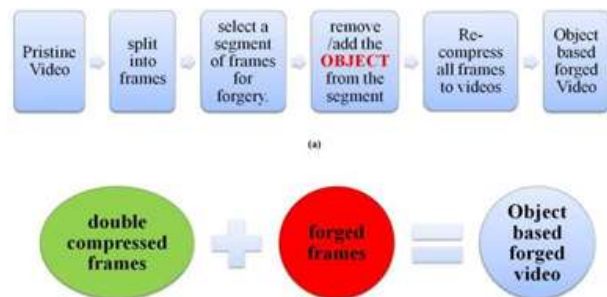 Pristine
Video
split
into
frames
select a
segment
of frames
for
forgery.
remove
/add the
OBJECT
from the
segment
Re-
compress
all frames
to videos
Object
based
forged
Video
(a)
double
compressed
frames
forged
frames
Object
based
forged
video